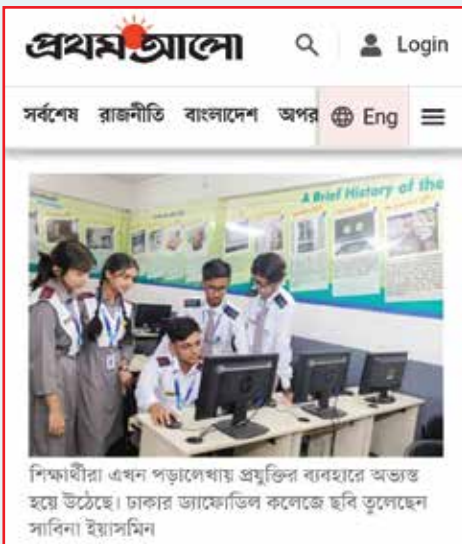 প্রথম আলো
Login
সর্বশেষ রাজনীতি বাংলাদেশ অপর Eng
A Brief History of the
শিক্ষার্থীরা এখন পড়ালেখায় প্রযুক্তির ব্যবহারে অভ্যস্ত
হয়ে উঠেছে। ঢাকার ড্যাফোডিল কলেজে ছবি তুলেছেন
সাবিনা ইয়াসমিন